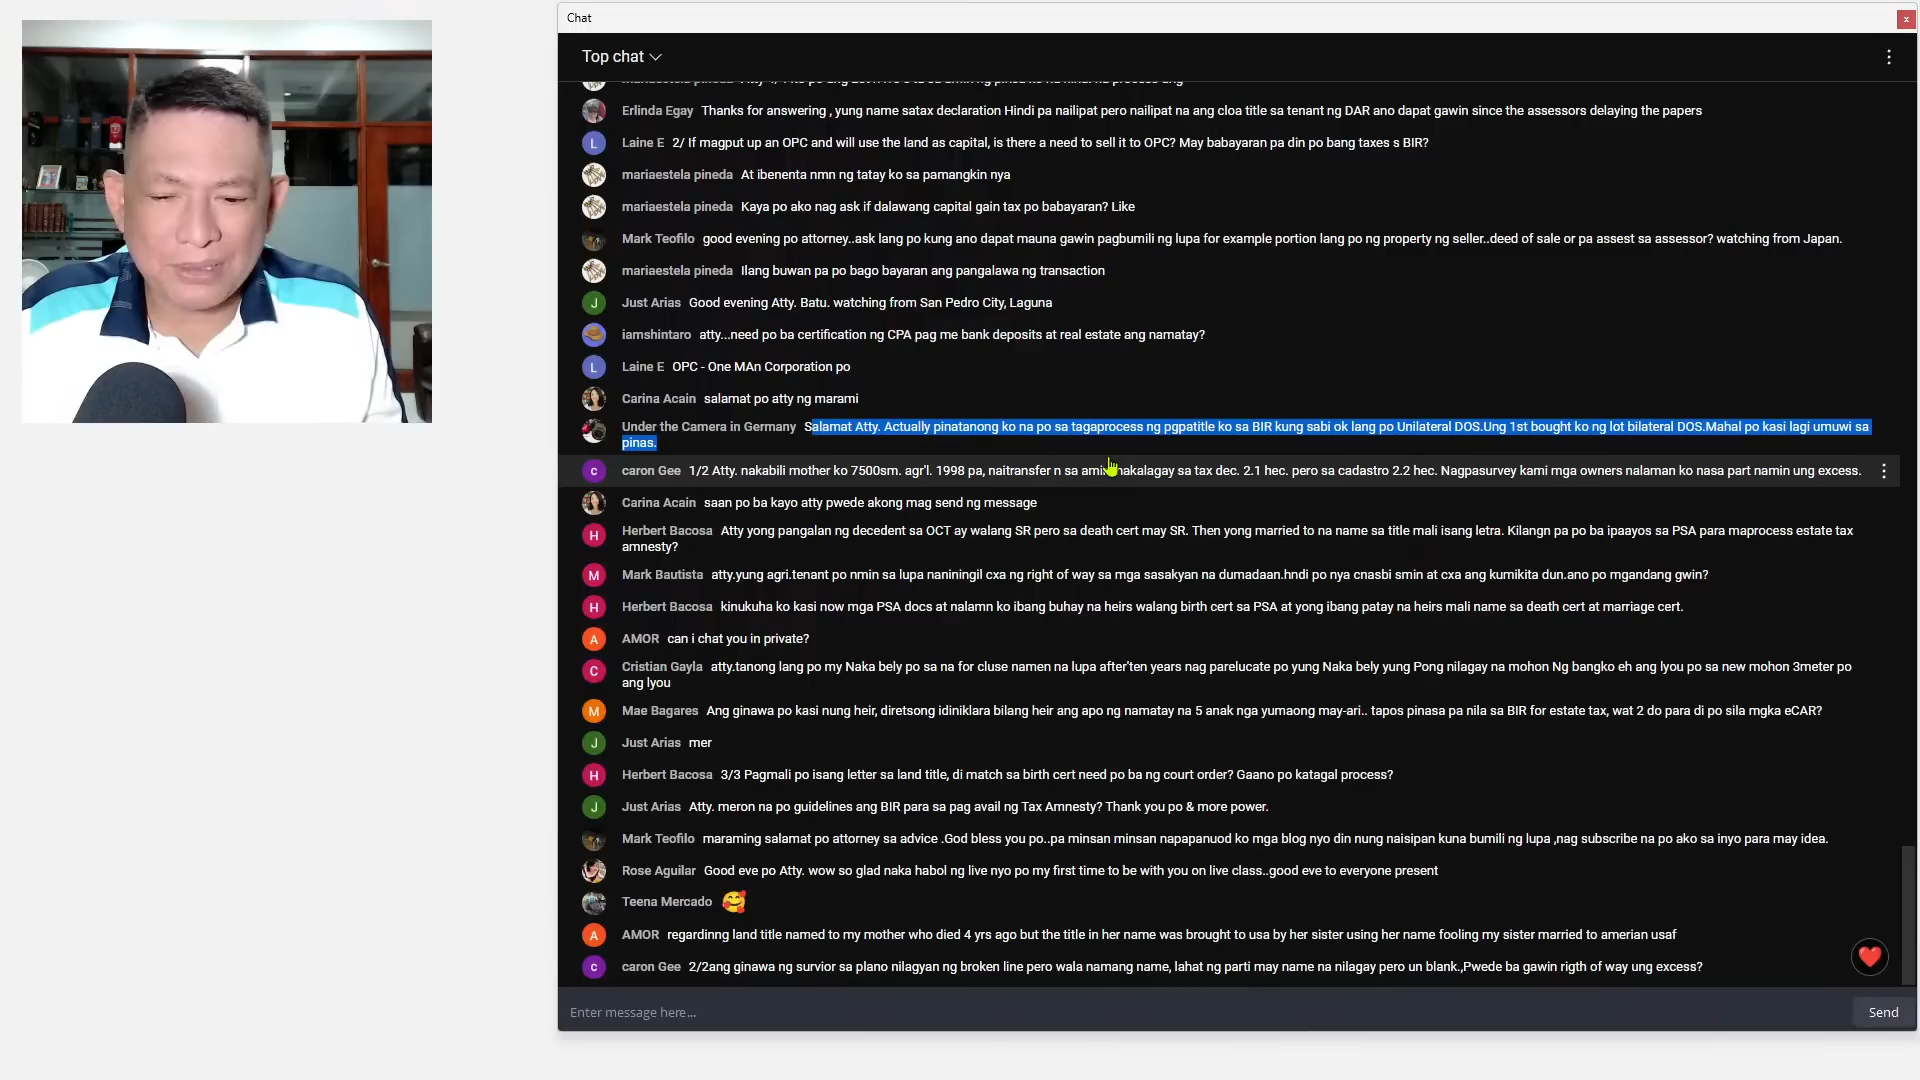 Chat
Top chat
Erlinda Egay Thanks for answering , yung name satax declaration Hindi pa nailipat pero nailipat na ang cloa title sa tenant ng DAR ano dapat gawin since the assessors delaying the papers
L Laine E 2/ If magput up an OPC and will use the land as capital, is there a need to sell it to OPC? May babayaran pa din po bang taxes s BIR?
mariaestela pineda At ibenenta nmn ng tatay ko sa pamangkin nya
mariaestela pineda Kaya po ako nag ask if dalawang capital gain tax po babayaran? Like
Mark Teofilo good evening po attorney..ask lang po kung ano dapat mauna gawin pagbumili ng lupa for example portion lang po ng property ng seller..deed of sale or pa assest sa assessor? watching from Japan.
mariaestela pineda Ilang buwan pa po bago bayaran ang pangalawa ng transaction
J Just Arias Good evening Atty. Batu. watching from San Pedro City, Laguna
iamshintaro atty...need po ba certification ng CPA pag me bank deposits at real estate ang namatay?
L Laine E OPC - One MAn Corporation po
Carina Acain salamat po atty ng marami
Under the Camera in Germany Salamat Atty. Actually pinatanong ko na po sa tagaprocess ng pgpatitle ko sa BIR kung sabi ok lang po Unilateral DOS.Ung 1st bought ko ng lot bilateral DOS.Mahal po kasi lagi umuwi sa
pinas.
c caron Gee 1/2 Atty. nakabili mother ko 7500sm. agr'l. 1998 pa, naitransfer n sa nakalagay sa tax dec. 2.1 hec. pero sa cadastro 2.2 hec. Nagpasurvey kami mga owners nalaman ko nasa part namin ung excess.
Carina Acain saan po ba kayo atty pwede akong mag send ng message
H Herbert Bacosa Atty yong pangalan ng decedent sa OCT ay walang SR pero sa death cert may SR. Then yong married to na name sa title mali isang letra. Kilangn pa po ba ipaayos sa PSA para maprocess estate tax
amnesty?
M Mark Bautista atty.yung agri.tenant po nmin sa lupa naniningil cxa ng right of way sa mga sasakyan na dumadaan.hndi po nya cnasbi smin at cxa ang kumikita dun.ano po mgandang gwin?
H Herbert Bacosa kinukuha ko kasi now mga PSA docs at nalamn ko ibang buhay na heirs walang birth cert sa PSA at yong ibang patay na heirs mali name sa death cert at marriage cert.
A AMOR can i chat you in private?
C Cristian Gayla atty.tanong lang po my Naka bely po sa na for cluse namen na lupa after'ten years nag parelucate po yung Naka bely yung Pong nilagay na mohon Ng bangko eh ang lyou po sa new mohon 3meter po
ang lyou
M Mae Bagares Ang ginawa po kasi nung heir, diretsong idiniklara bilang heir ang apo ng namatay na 5 anak nga yumaong may-ari.. tapos pinasa pa nila sa BIR for estate tax, wat 2 do para di po sila mgka eCAR?
J Just Arias mer
H Herbert Bacosa 3/3 Pagmali po isang letter sa land title, di match sa birth cert need po ba ng court order? Gaano po katagal process?
J Just Arias Atty. meron na po guidelines ang BIR para sa pag avail ng Tax Amnesty? Thank you po & more power.
Mark Teofilo maraming salamat po attorney sa advice .God bless you po..pa minsan minsan napapanuod ko mga blog nyo din nung naisipan kuna bumili ng lupa ,nag subscribe na po ako sa inyo para may idea.
Rose Aguilar Good eve po Atty. wow so glad naka habol ng live nyo po my first time to be with you on live class..good eve to everyone present
Teena Mercado 🥰
A AMOR regardinng land title named to my mother who died 4 yrs ago but the title in her name was brought to usa by her sister using her name fooling my sister married to amerian usaf
c caron Gee 2/2ang ginawa ng survior sa plano nilagyan ng broken line pero wala namang name, lahat ng parti may name na nilagay pero un blank.,Pwede ba gawin rigth of way ung excess?
Enter message here...
Send